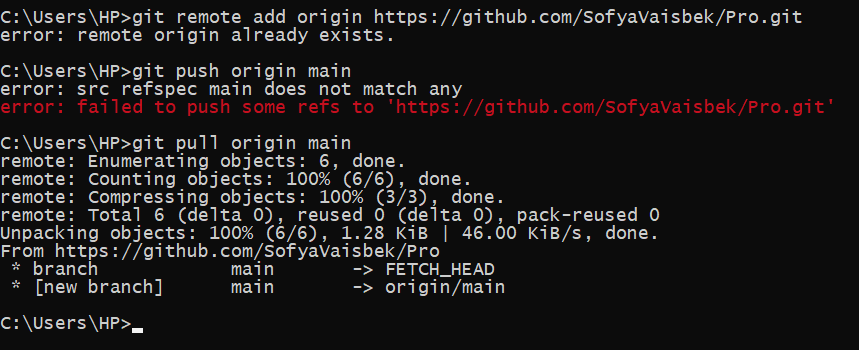 C:\Users\HP>git remote add origin https://github.com/SofyaVaisbek/Pro.git
error: remote origin already exists.
C:\Users\HP>git push origin main
error: src refspec main does not match any
error: failed to push some refs to 'https://github.com/SofyaVaisbek/Pro.git'
C:\Users\HP>git pull origin main
remote: Enumerating objects: 6, done.
remote: Counting objects: 100% (6/6), done.
remote: Compressing objects: 100% (3/3), done.
remote: Total 6 (delta 0), reused 0 (delta 0), pack-reused 0
Unpacking objects: 100% (6/6), 1.28 KiB | 46.00 KiB/s, done.
From https://github.com/SofyaVaisbek/Pro
 * branch            main       -> FETCH_HEAD
 * [new branch]      main       -> origin/main
C:\Users\HP>